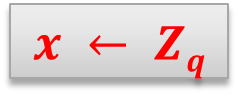 x ← Z_q